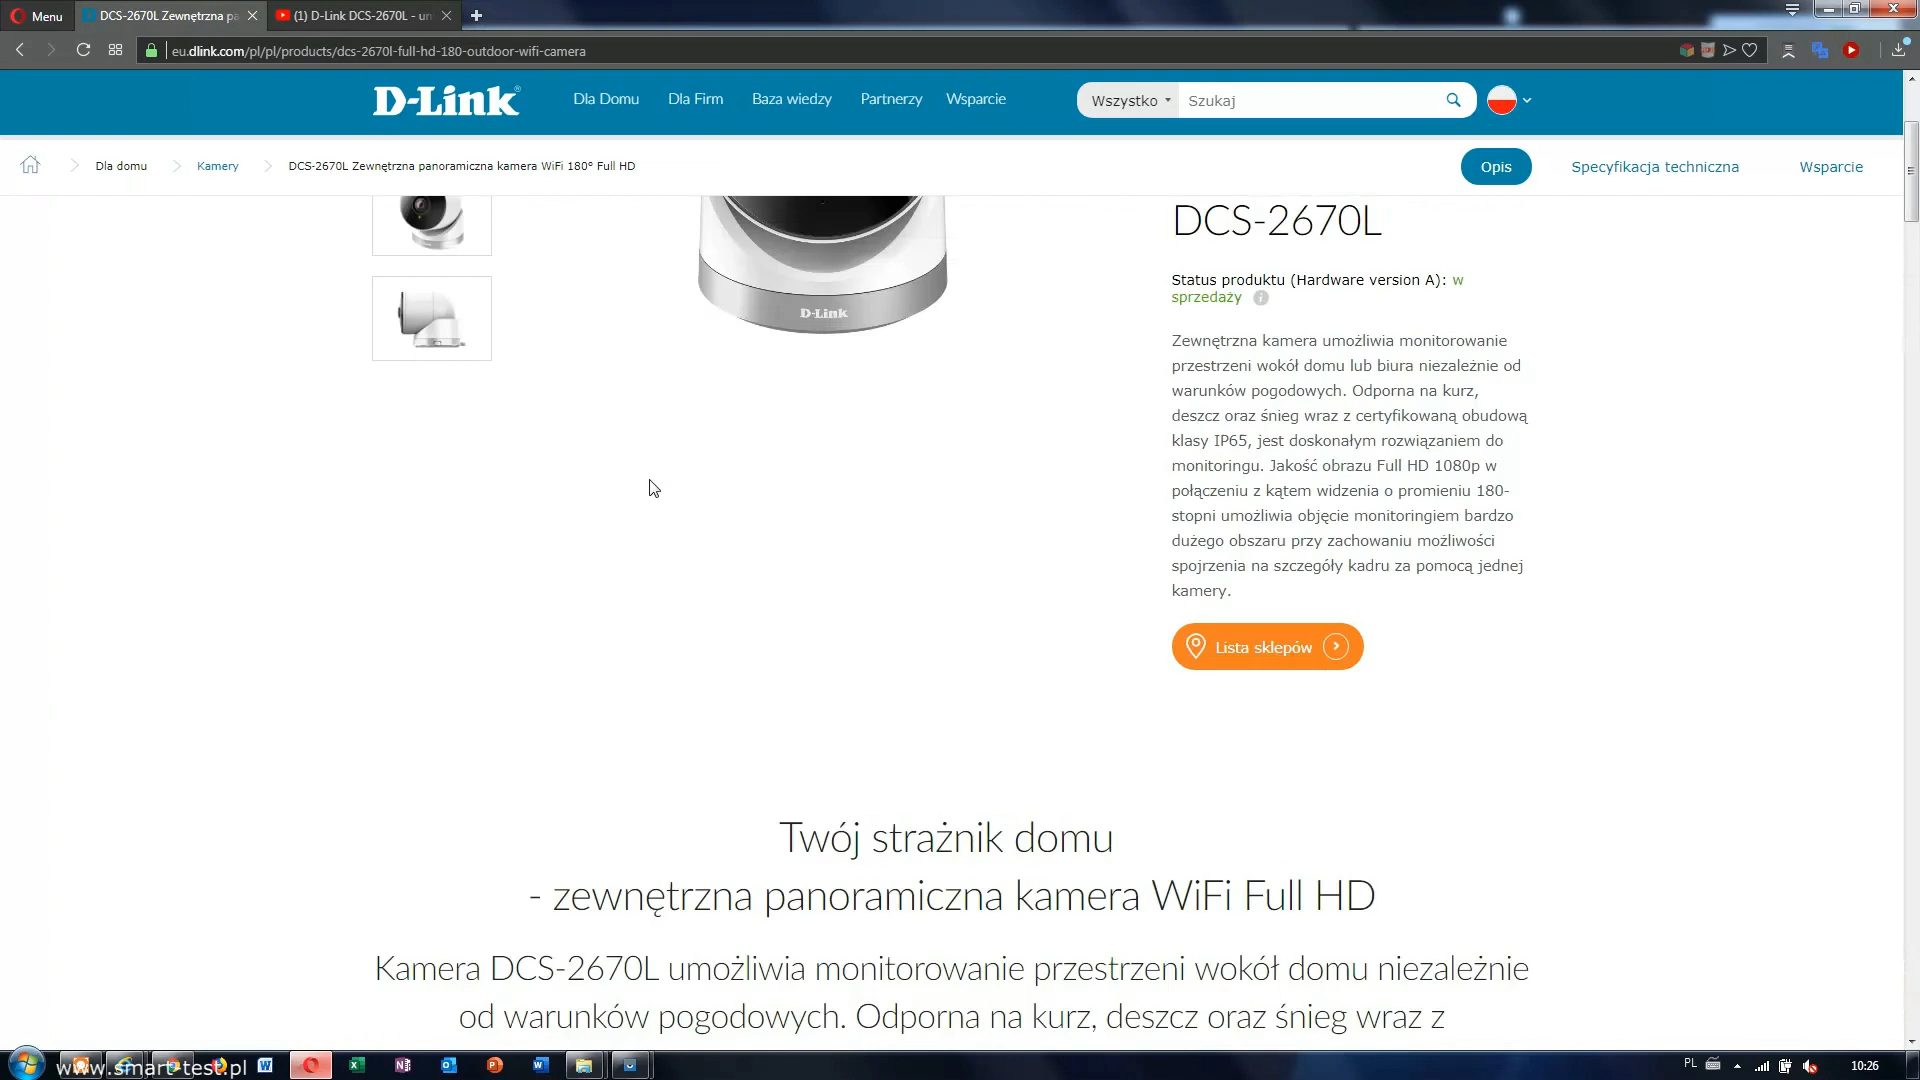 Menu
DCS-2670L Zewnętrzna pa
(1) D-Link DCS-2670L - un
eu.dlink.com/pl/pl/products/dcs-2670l-full-hd-180-outdoor-wifi-camera
D-Link®
Dla Domu
Dla Firm
Baza wiedzy
Partnerzy
Wsparcie
Wszystko
Szukaj
Dla domu
Kamery
DCS-2670L Zewnętrzna panoramiczna kamera WiFi 180° Full HD
Opis
Specyfikacja techniczna
Wsparcie
D-Link
DCS-2670L
Status produktu (Hardware version A): w
sprzedaży
Zewnętrzna kamera umożliwia monitorowanie
przestrzeni wokół domu lub biura niezależnie od
warunków pogodowych. Odporna na kurz,
deszcz oraz śnieg wraz z certyfikowaną obudową
klasy IP65, jest doskonałym rozwiązaniem do
monitoringu. Jakość obrazu Full HD 1080p w
połączeniu z kątem widzenia o promieniu 180-
stopni umożliwia objęcie monitoringiem bardzo
dużego obszaru przy zachowaniu możliwości
spojrzenia na szczegóły kadru za pomocą jednej
kamery.
Lista sklepów
Twój strażnik domu
- zewnętrzna panoramiczna kamera WiFi Full HD
Kamera DCS-2670L umożliwia monitorowanie przestrzeni wokół domu niezależnie
od warunków pogodowych. Odporna na kurz, deszcz oraz śnieg wraz z
www.smart-test.pl
PL
10:26